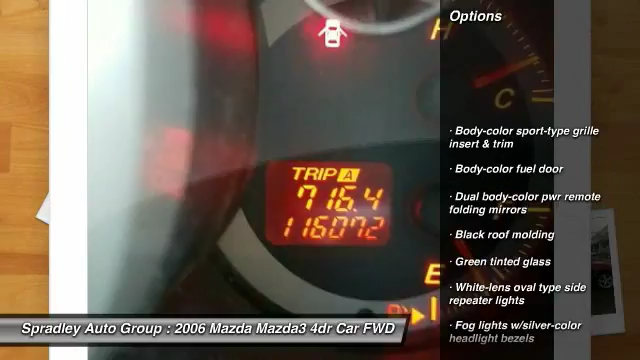 Options
H
C
TRIP A
716.4
116072
E
· Body-color sport-type grille
insert & trim
· Body-color fuel door
· Dual body-color pwr remote
folding mirrors
· Black roof molding
· Green tinted glass
· White-lens oval type side
repeater lights
· Fog lights w/silver-color
headlight bezels
Spradley Auto Group : 2006 Mazda Mazda3 4dr Car FWD